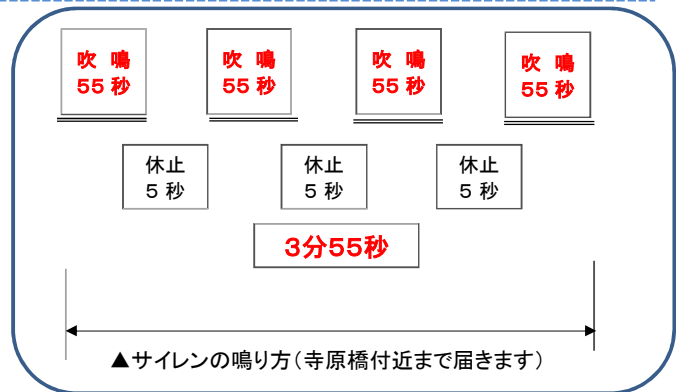 吹 鳴
55 秒
吹 鳴
55 秒
吹 鳴
55 秒
吹 鳴
55 秒
休止
5 秒
休止
5 秒
休止
5 秒
3分55秒
▲サイレンの鳴り方(寺原橋付近まで届きます)